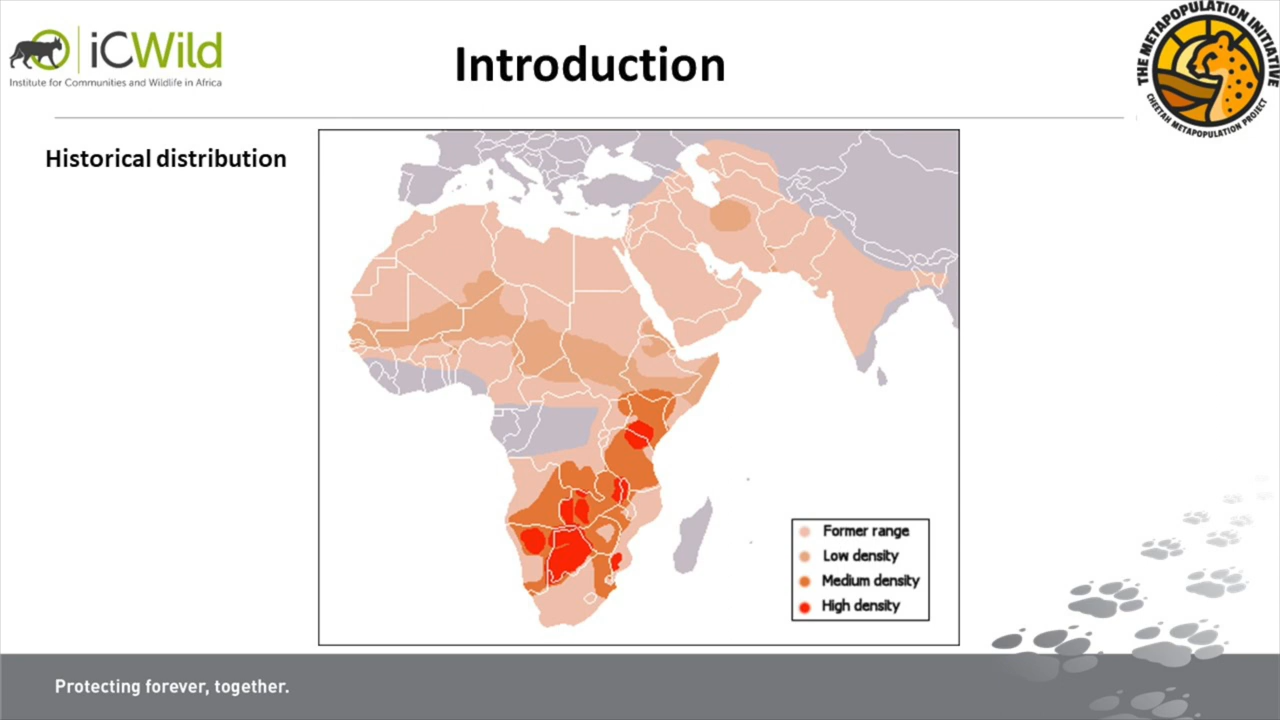 iCWild
Institute for Communities and Wildlife in Africa
Introduction
THE METAPOPULATION INITIATIVE
CHEETAH METAPOPULATION PROJECT
Historical distribution
Former range
Low density
Medium density
High density
Protecting forever, together.